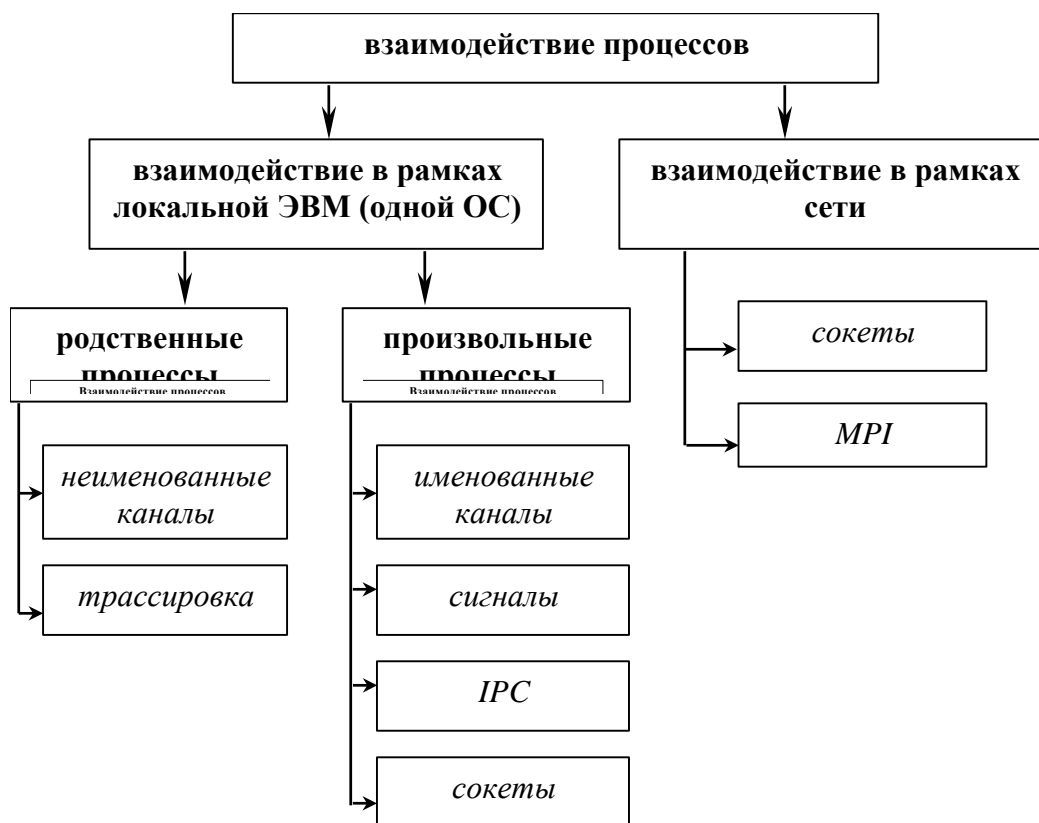 взаимодействие процессов
взаимодействие в рамках
локальной ЭВМ (одной ОС)
взаимодействие в рамках
сети
родственные
процессы
Взаимодействие процессов
произвольные
процессы
Взаимодействие процессов
неименованные
каналы
трассировка
именованные
каналы
сигналы
IPC
сокеты
сокеты
MPI